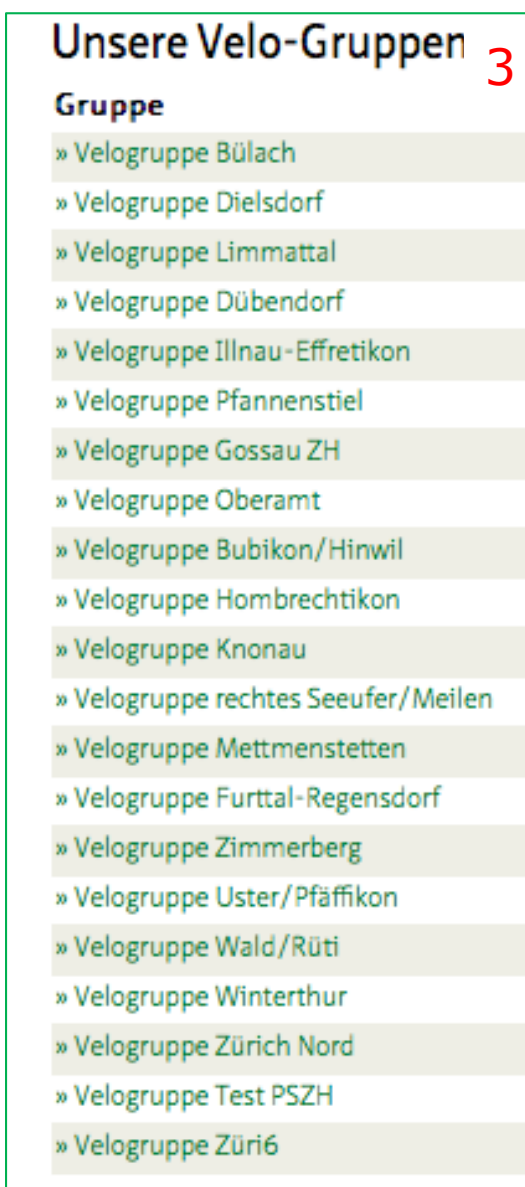 Unsere Velo-Gruppen 3
Gruppe
» Velogruppe Bülach
» Velogruppe Dielsdorf
» Velogruppe Limmattal
» Velogruppe Dübendorf
» Velogruppe Illnau-Effretikon
» Velogruppe Pfannenstiel
» Velogruppe Gossau ZH
» Velogruppe Oberamt
» Velogruppe Bubikon/Hinwil
» Velogruppe Hombrechtikon
» Velogruppe Knonau
» Velogruppe rechtes Seeufer/Meilen
» Velogruppe Mettmenstetten
» Velogruppe Furttal-Regensdorf
» Velogruppe Zimmerberg
» Velogruppe Uster/Pfäffikon
» Velogruppe Wald/Rüti
» Velogruppe Winterthur
» Velogruppe Zürich Nord
» Velogruppe Test PSZH
» Velogruppe Züri6